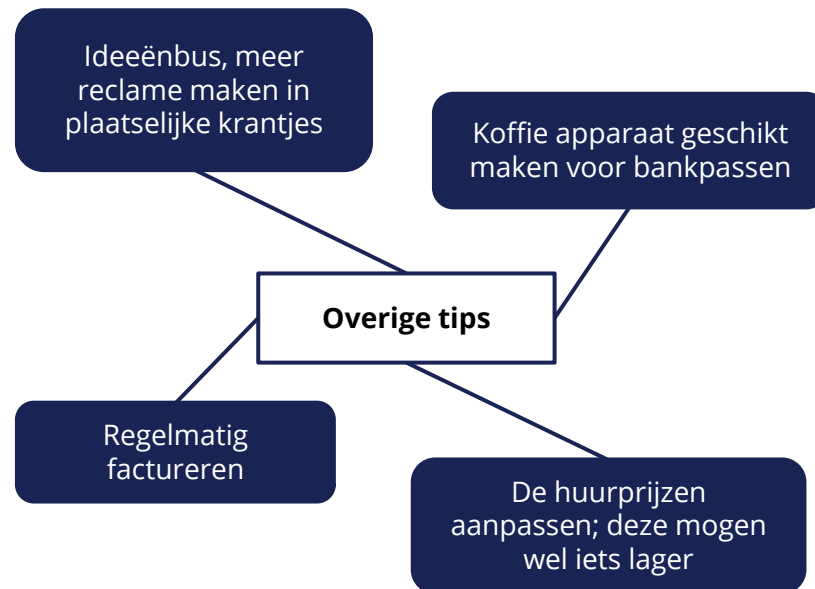 Ideeënbus, meer
reclame maken in
plaatselijke krantjes
Koffie apparaat geschikt
maken voor bankpassen
Overige tips
Regelmatig
factureren
De huurprijzen
aanpassen; deze mogen
wel iets lager